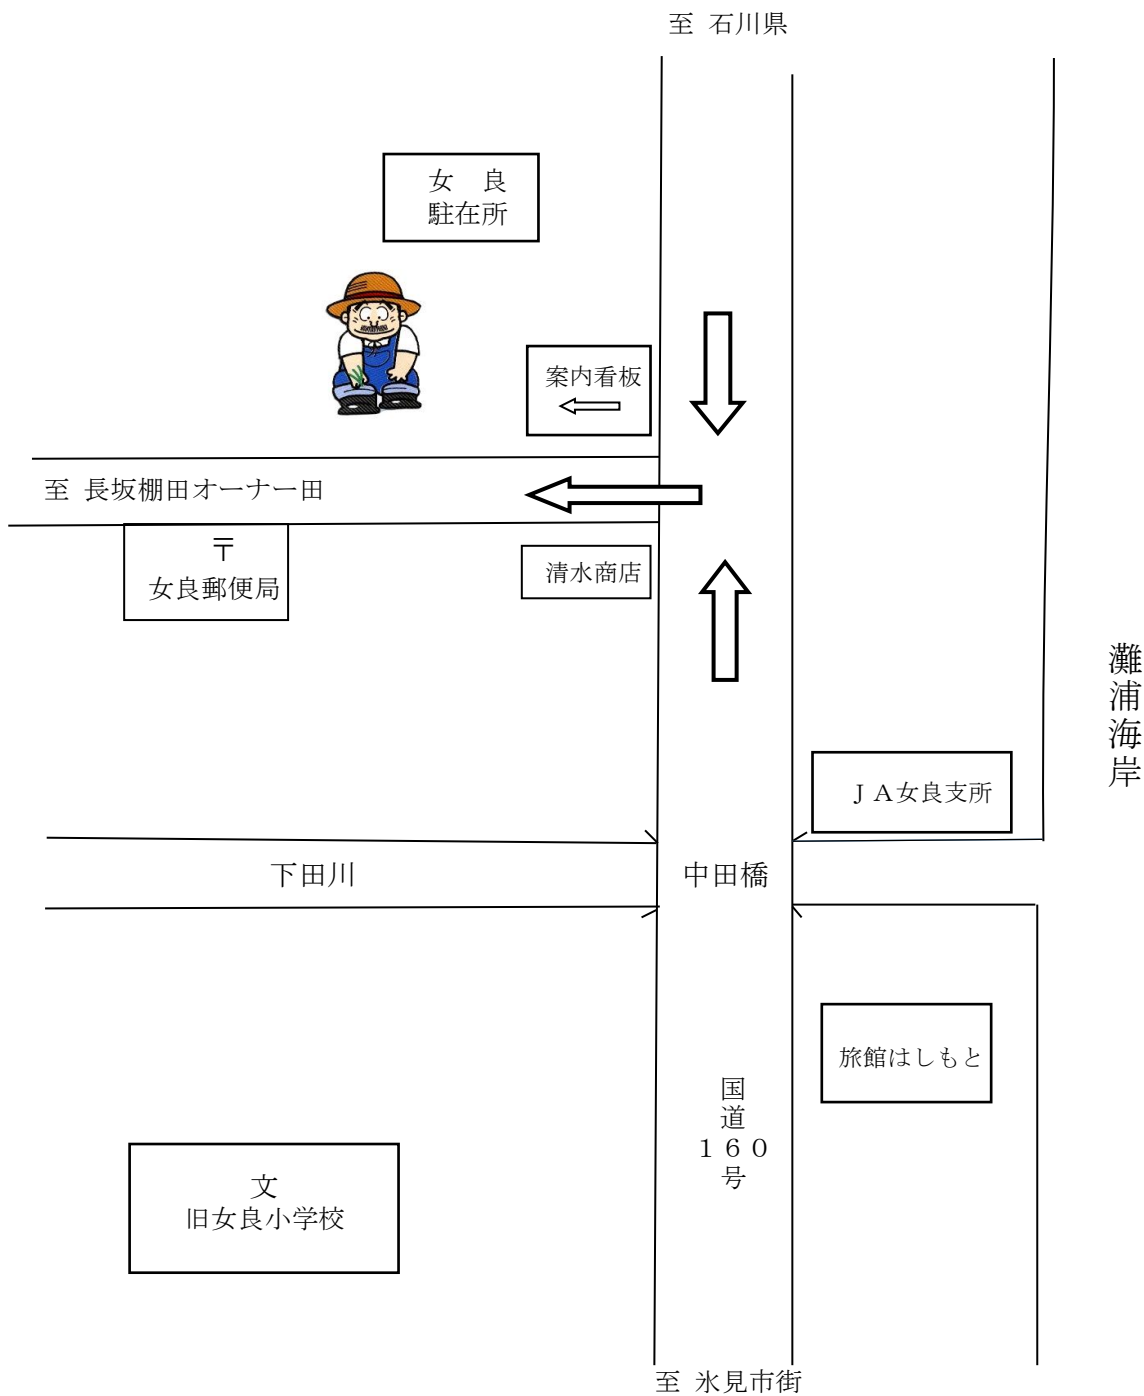 至 石川県
女　良
駐在所
案内看板
至 長坂棚田オーナー田
〒
女良郵便局
清水商店
灘浦海岸
ＪＡ女良支所
下田川
中田橋
旅館はしもと
国
道
１６０
号
文
旧女良小学校
至 氷見市街